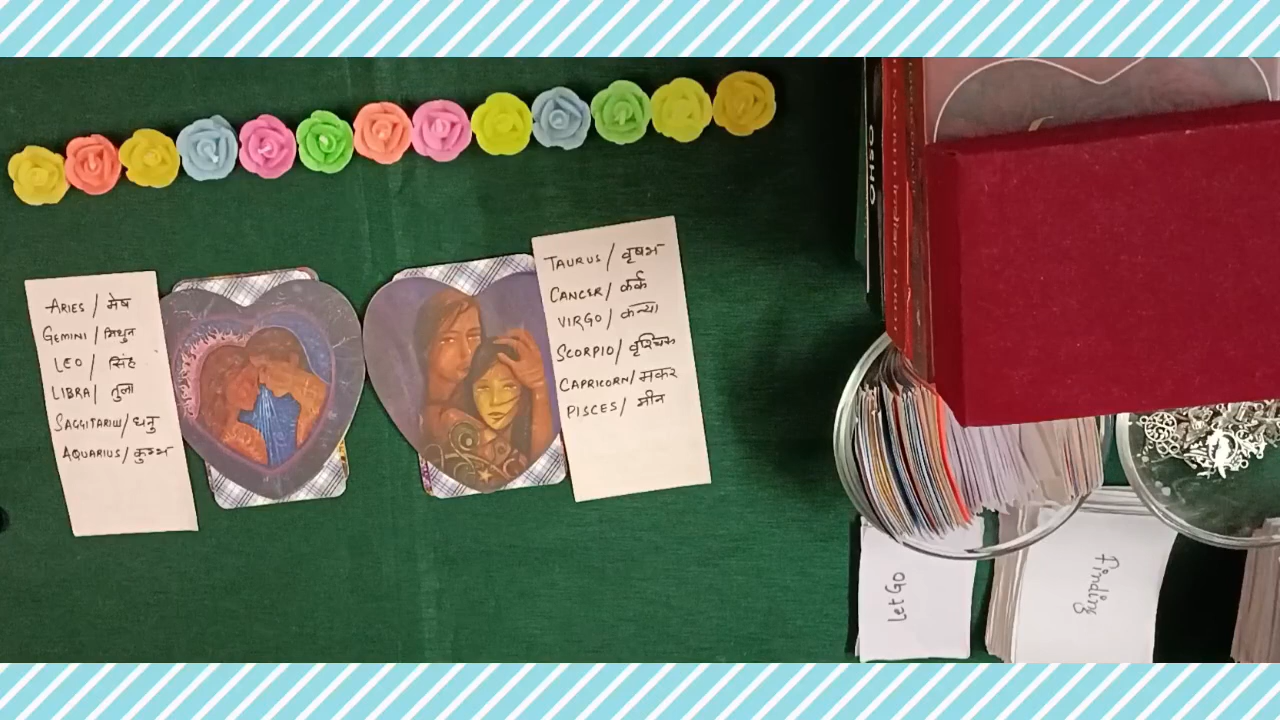 ARIES / मेष
GEMINI / मिथुन
LEO / सिंह
LIBRA / तुला
SAGGITARIUS / धनु
AQUARIUS / कुम्भ
TAURUS / वृषभ
CANCER / कर्क
VIRGO / कन्या
SCORPIO / वृश्चिक
CAPRICORN / मकर
PISCES / मीन
OSHO
Let Go
finding